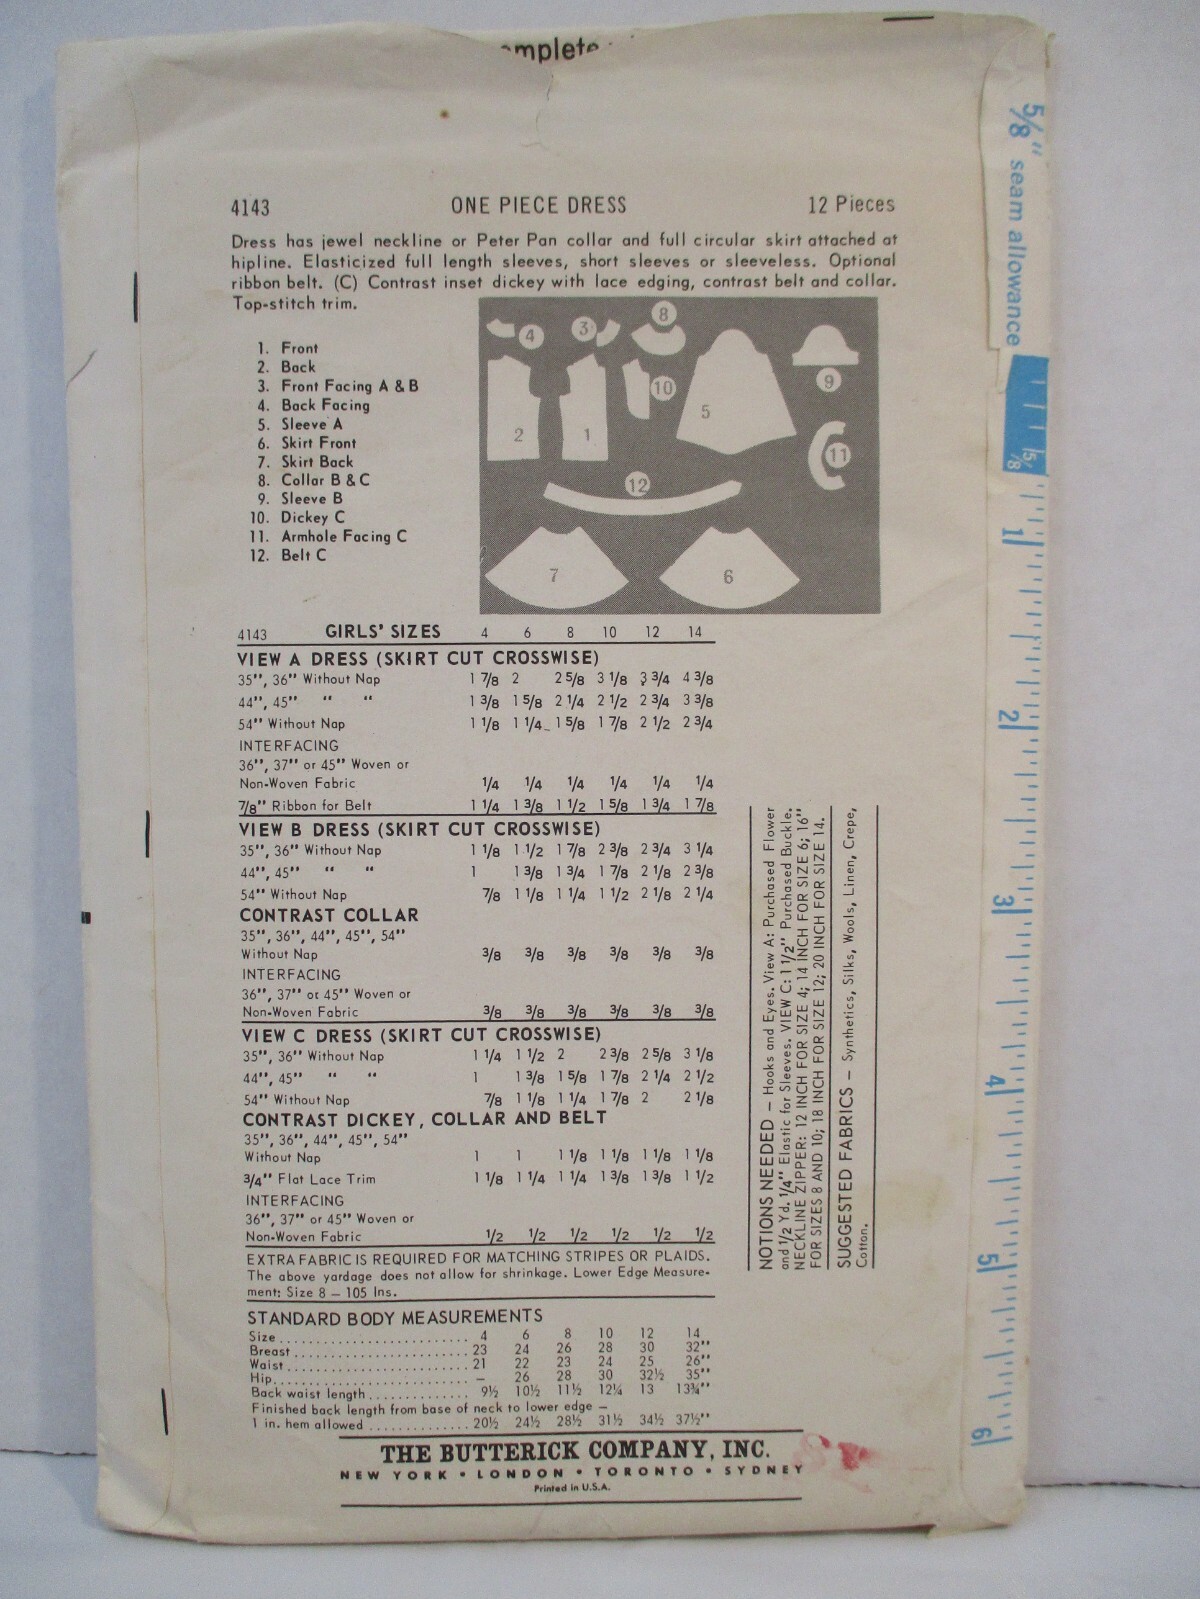 omplete
4143 ONE PIECE DRESS 12 Pieces
Dress has jewel neckline or Peter Pan collar and full circular skirt attached at
hipline. Elasticized full length sleeves, short sleeves or sleeveless. Optional
ribbon belt. (C) Contrast inset dickey with lace edging, contrast belt and collar.
Top-stitch trim.
1. Front
2. Back
3. Front Facing A & B
4. Back Facing
5. Sleeve A
6. Skirt Front
7. Skirt Back
8. Collar B & C
9. Sleeve B
10. Dickey C
11. Armhole Facing C
12. Belt C
4 3 8
10 9
2 1 5
11
12
7 6
4143 GIRLS' SIZES 4 6 8 10 12 14
VIEW A DRESS (SKIRT CUT CROSSWISE)
35", 36" Without Nap 1 7/8 2 2 5/8 3 1/8 3 3/4 4 3/8
44", 45" " " 1 3/8 1 5/8 2 1/4 2 1/2 2 3/4 3 3/8
54" Without Nap 1 1/8 1 1/4 1 5/8 1 7/8 2 1/2 2 3/4
INTERFACING
36", 37" or 45" Woven or
Non-Woven Fabric 1/4 1/4 1/4 1/4 1/4 1/4
7/8" Ribbon for Belt 1 1/4 1 3/8 1 1/2 1 5/8 1 3/4 1 7/8
VIEW B DRESS (SKIRT CUT CROSSWISE)
35", 36" Without Nap 1 1/8 1 1/2 1 7/8 2 3/8 2 3/4 3 1/4
44", 45" " " 1 1 3/8 1 3/4 1 7/8 2 1/8 2 3/8
54" Without Nap 7/8 1 1/8 1 1/4 1 1/2 2 1/8 2 1/4
CONTRAST COLLAR
35", 36", 44", 45", 54"
Without Nap 3/8 3/8 3/8 3/8 3/8 3/8
INTERFACING
36", 37" or 45" Woven or
Non-Woven Fabric 3/8 3/8 3/8 3/8 3/8 3/8
VIEW C DRESS (SKIRT CUT CROSSWISE)
35", 36" Without Nap 1 1/4 1 1/2 2 2 3/8 2 5/8 3 1/8
44", 45" " " 1 1 3/8 1 5/8 1 7/8 2 1/4 2 1/2
54" Without Nap 7/8 1 1/8 1 1/4 1 7/8 2 2 1/8
CONTRAST DICKEY, COLLAR AND BELT
35", 36", 44", 45", 54"
Without Nap 1 1 1 1/8 1 1/8 1 1/8 1 1/8
3/4" Flat Lace Trim 1 1/8 1 1/4 1 1/4 1 3/8 1 3/8 1 1/2
INTERFACING
36", 37" or 45" Woven or
Non-Woven Fabric 1/2 1/2 1/2 1/2 1/2 1/2
EXTRA FABRIC IS REQUIRED FOR MATCHING STRIPES OR PLAIDS.
The above yardage does not allow for shrinkage. Lower Edge Measure-
ment: Size 8 – 105 Ins.
STANDARD BODY MEASUREMENTS
Size 4 6 8 10 12 14
Breast 23 24 26 28 30 32"
Waist 21 22 23 24 25 26"
Hip – 26 28 30 32½ 35"
Back waist length 9½ 10½ 11½ 12¼ 13 13¾"
Finished back length from base of neck to lower edge –
1 in. hem allowed 20½ 24½ 28½ 31½ 34½ 37½"
NOTIONS NEEDED – Hooks and Eyes. View A: Purchased Flower
and 1/2 Yd. 1/4" Elastic for Sleeves. VIEW C: 1 1/2" Purchased Buckle.
NECKLINE ZIPPER: 12 INCH FOR SIZE 4; 14 INCH FOR SIZE 6; 16"
FOR SIZES 8 AND 10; 18 INCH FOR SIZE 12; 20 INCH FOR SIZE 14.
SUGGESTED FABRICS – Synthetics, Silks, Wools, Linen, Crepe,
Cotton.
THE BUTTERICK COMPANY, INC.
NEW YORK • LONDON • TORONTO • SYDNEY
Printed in U.S.A.
5/8" seam allowance
5/8
1
2
3
4
5
6